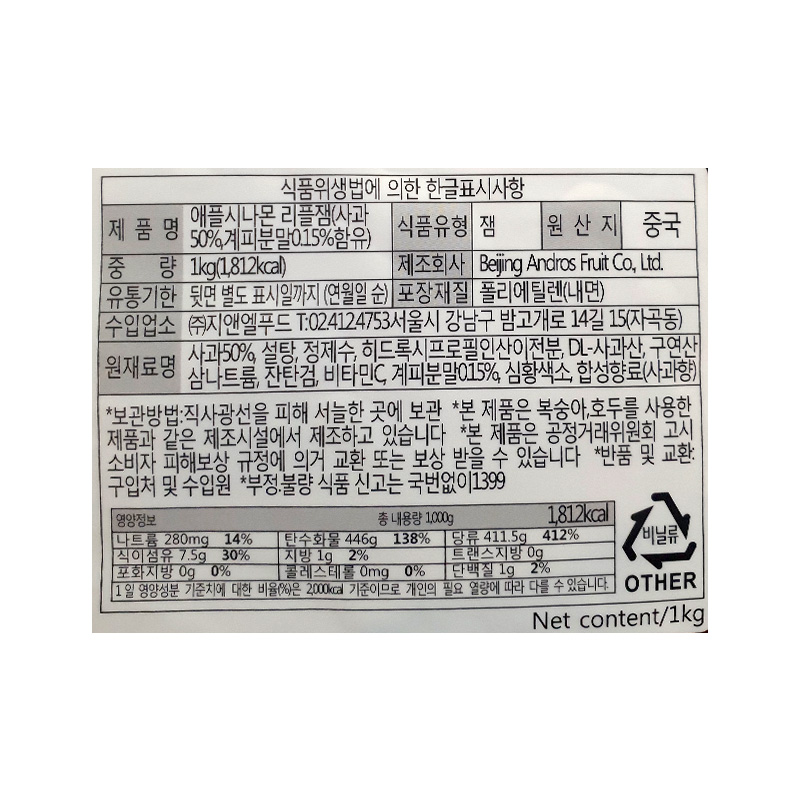 식품위생법에 의한 한글표시사항
제 품 명 애플시나몬 리플잼(사과 50%,계피분말0.15%함유) 식품유형 잼 원 산 지 중국
중 량 1kg(1,812kcal) 제조회사 Beijing Andros Fruit Co., Ltd.
유통기한 뒷면 별도 표시일까지 (연월일 순) 포장재질 폴리에틸렌(내면)
수입업소 ㈜지앤엘푸드 T:02.412.4753서울시 강남구 밤고개로 14길 15(자곡동)
원재료명 사과50%, 설탕, 정제수, 히드록시프로필인산이전분, DL-사과산, 구연산
삼나트륨, 잔탄검, 비타민C, 계피분말0.15%, 심황색소, 합성향료(사과향)
*보관방법:직사광선을 피해 서늘한 곳에 보관 *본 제품은 복숭아,호두를 사용한
제품과 같은 제조시설에서 제조하고 있습니다 *본 제품은 공정거래위원회 고시
소비자 피해보상 규정에 의거 교환 또는 보상 받을 수 있습니다 *반품 및 교환:
구입처 및 수입원 *부정.불량 식품 신고는 국번없이1399
영양정보 총 내용량 1,000g 1,812kcal
나트륨 280mg 14% 탄수화물 446g 138% 당류 411.5g 412%
식이섬유 7.5g 30% 지방 1g 2% 트랜스지방 0g
포화지방 0g 0% 콜레스테롤 0mg 0% 단백질 1g 2%
1일 영양성분 기준치에 대한 비율(%)은 2,000kcal 기준이므로 개인의 필요 열량에 따라 다를 수 있습니다.
비닐류
OTHER
Net content/1kg